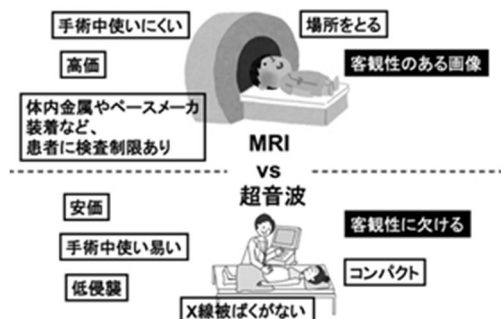 手術中使いにくい
場所をとる
高価
客観性のある画像
体内金属やペースメーカ
装着など、
患者に検査制限あり
MRI
vs
超音波
安価
客観性に欠ける
手術中使い易い
コンパクト
低侵襲
X線被ばくがない